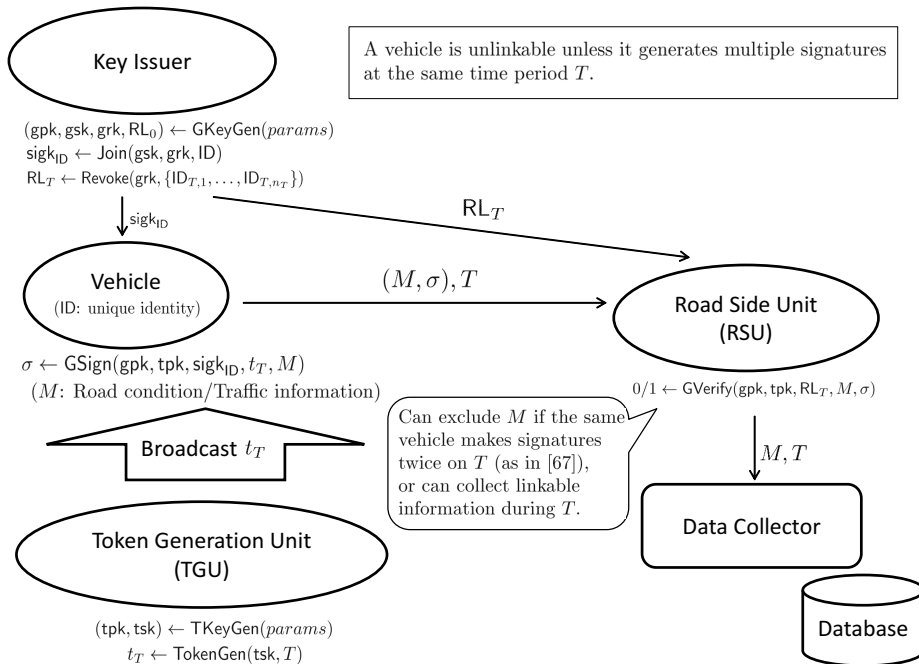 Key Issuer
A vehicle is unlinkable unless it generates multiple signatures
at the same time period T.
(gpk, gsk, grk, RL₀) ← GKeyGen(params)
sigk_ID ← Join(gsk, grk, ID)
RL_T ← Revoke(grk, {ID_{T,1}, . . . , ID_{T,n_T}})
sigk_ID
RL_T
Vehicle
(ID: unique identity)
(M, σ), T
Road Side Unit
(RSU)
σ ← GSign(gpk, tpk, sigk_ID, t_T, M)
(M: Road condition/Traffic information)
0/1 ← GVerify(gpk, tpk, RL_T, M, σ)
Can exclude M if the same
vehicle makes signatures
twice on T (as in [67]),
or can collect linkable
information during T.
Broadcast t_T
M, T
Data Collector
Token Generation Unit
(TGU)
(tpk, tsk) ← TKeyGen(params)
t_T ← TokenGen(tsk, T)
Database